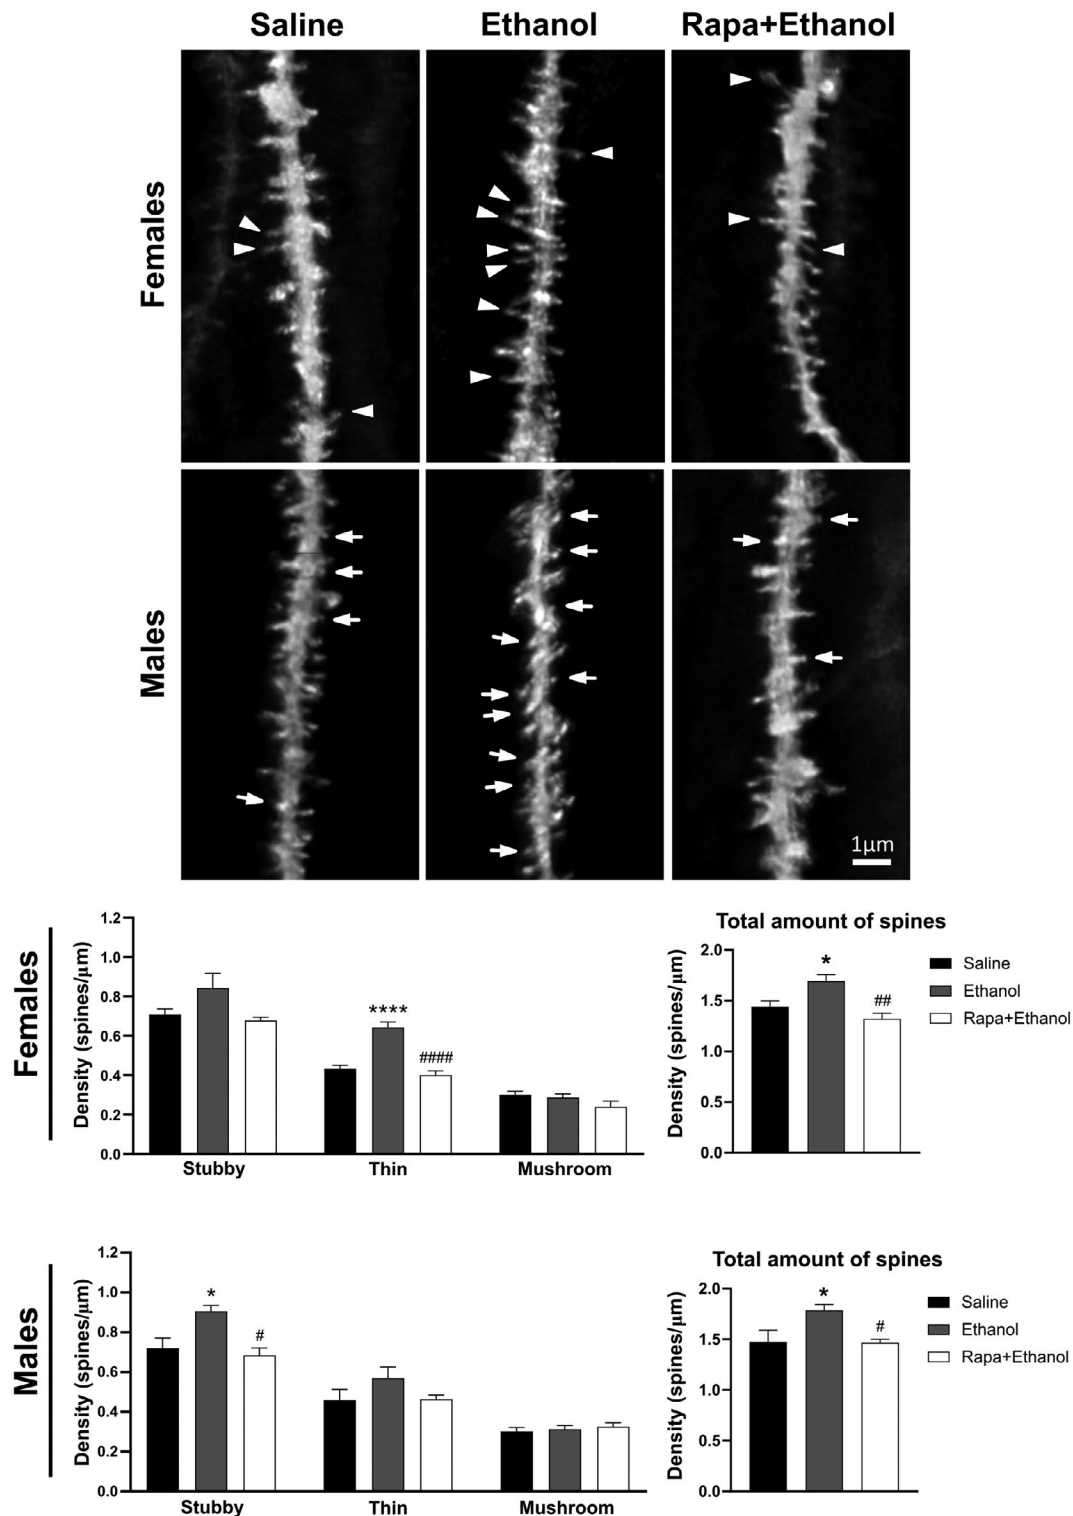 Saline Ethanol Rapa+Ethanol
Females
Males
1μm
Females
Density (spines/μm)
1.2
1.0
0.8
0.6
0.4
0.2
0.0
****
####
Stubby Thin Mushroom
Total amount of spines
Density (spines/μm)
2.0
1.5
1.0
0.5
0.0
*
##
Saline
Ethanol
Rapa+Ethanol
Males
Density (spines/μm)
1.2
1.0
0.8
0.6
0.4
0.2
0.0
*
#
Stubby Thin Mushroom
Total amount of spines
Density (spines/μm)
2.0
1.5
1.0
0.5
0.0
*
#
Saline
Ethanol
Rapa+Ethanol